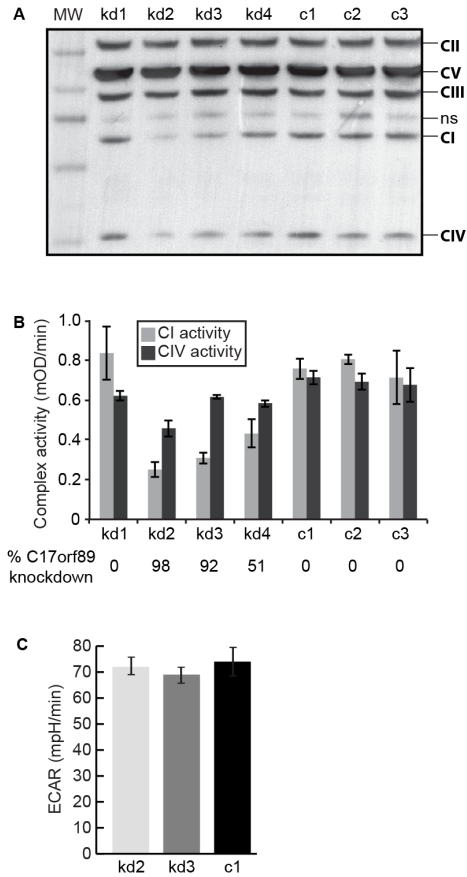 A
MW kd1 kd2 kd3 kd4 c1 c2 c3
CII
CV
CIII
ns
CI
CIV
B
Complex activity (mOD/min)
1.0
0.8
0.6
0.4
0.2
0
CI activity
CIV activity
kd1 kd2 kd3 kd4 c1 c2 c3
% C17orf89
knockdown
0 98 92 51 0 0 0
C
ECAR (mpH/min)
80
70
60
50
40
30
20
10
0
kd2 kd3 c1